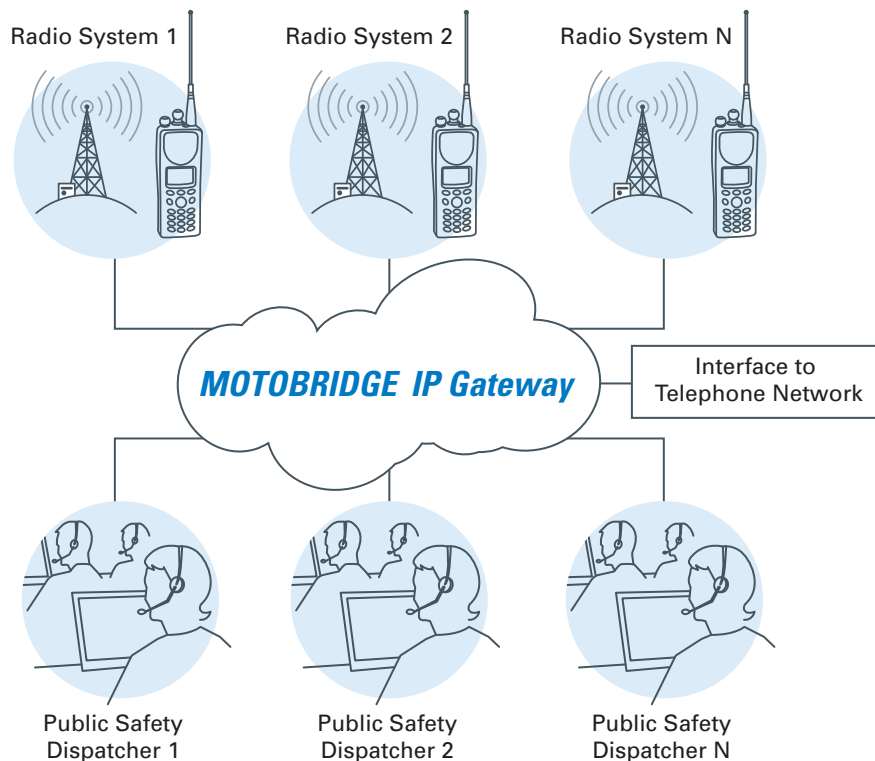 Radio System 1
Radio System 2
Radio System N
MOTOBRIDGE IP Gateway
Interface to
Telephone Network
Public Safety
Dispatcher 1
Public Safety
Dispatcher 2
Public Safety
Dispatcher N